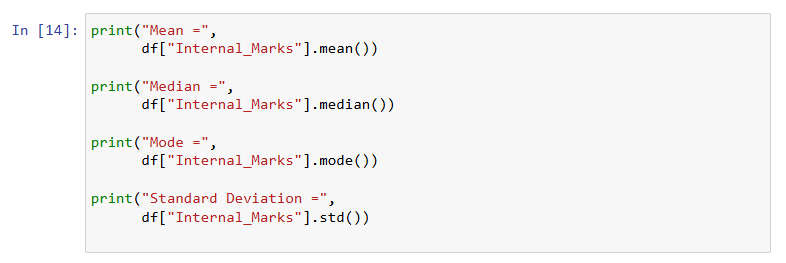 In [14]: print("Mean =",
df["Internal_Marks"].mean())
print("Median =",
df["Internal_Marks"].median())
print("Mode =",
df["Internal_Marks"].mode())
print("Standard Deviation =",
df["Internal_Marks"].std())